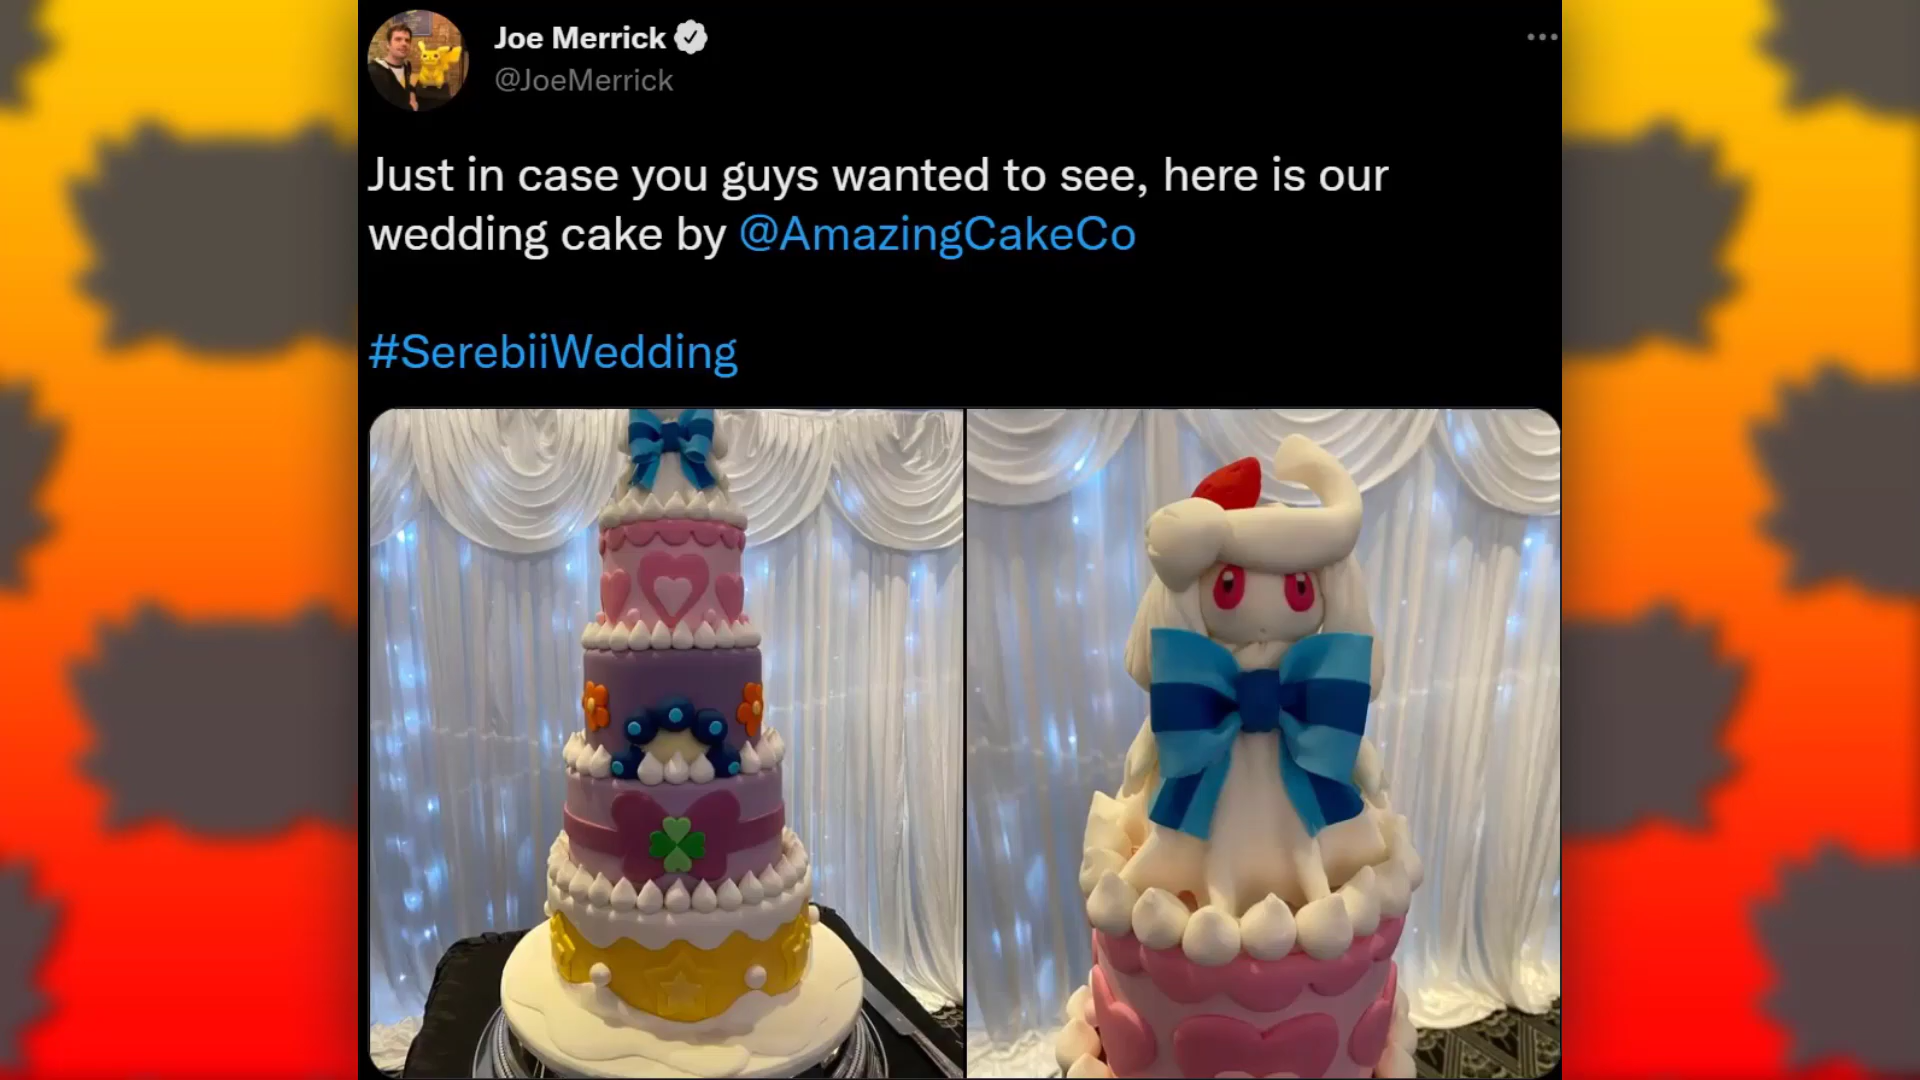 Joe Merrick
@JoeMerrick
Just in case you guys wanted to see, here is our
wedding cake by @AmazingCakeCo
#SerebiiWedding